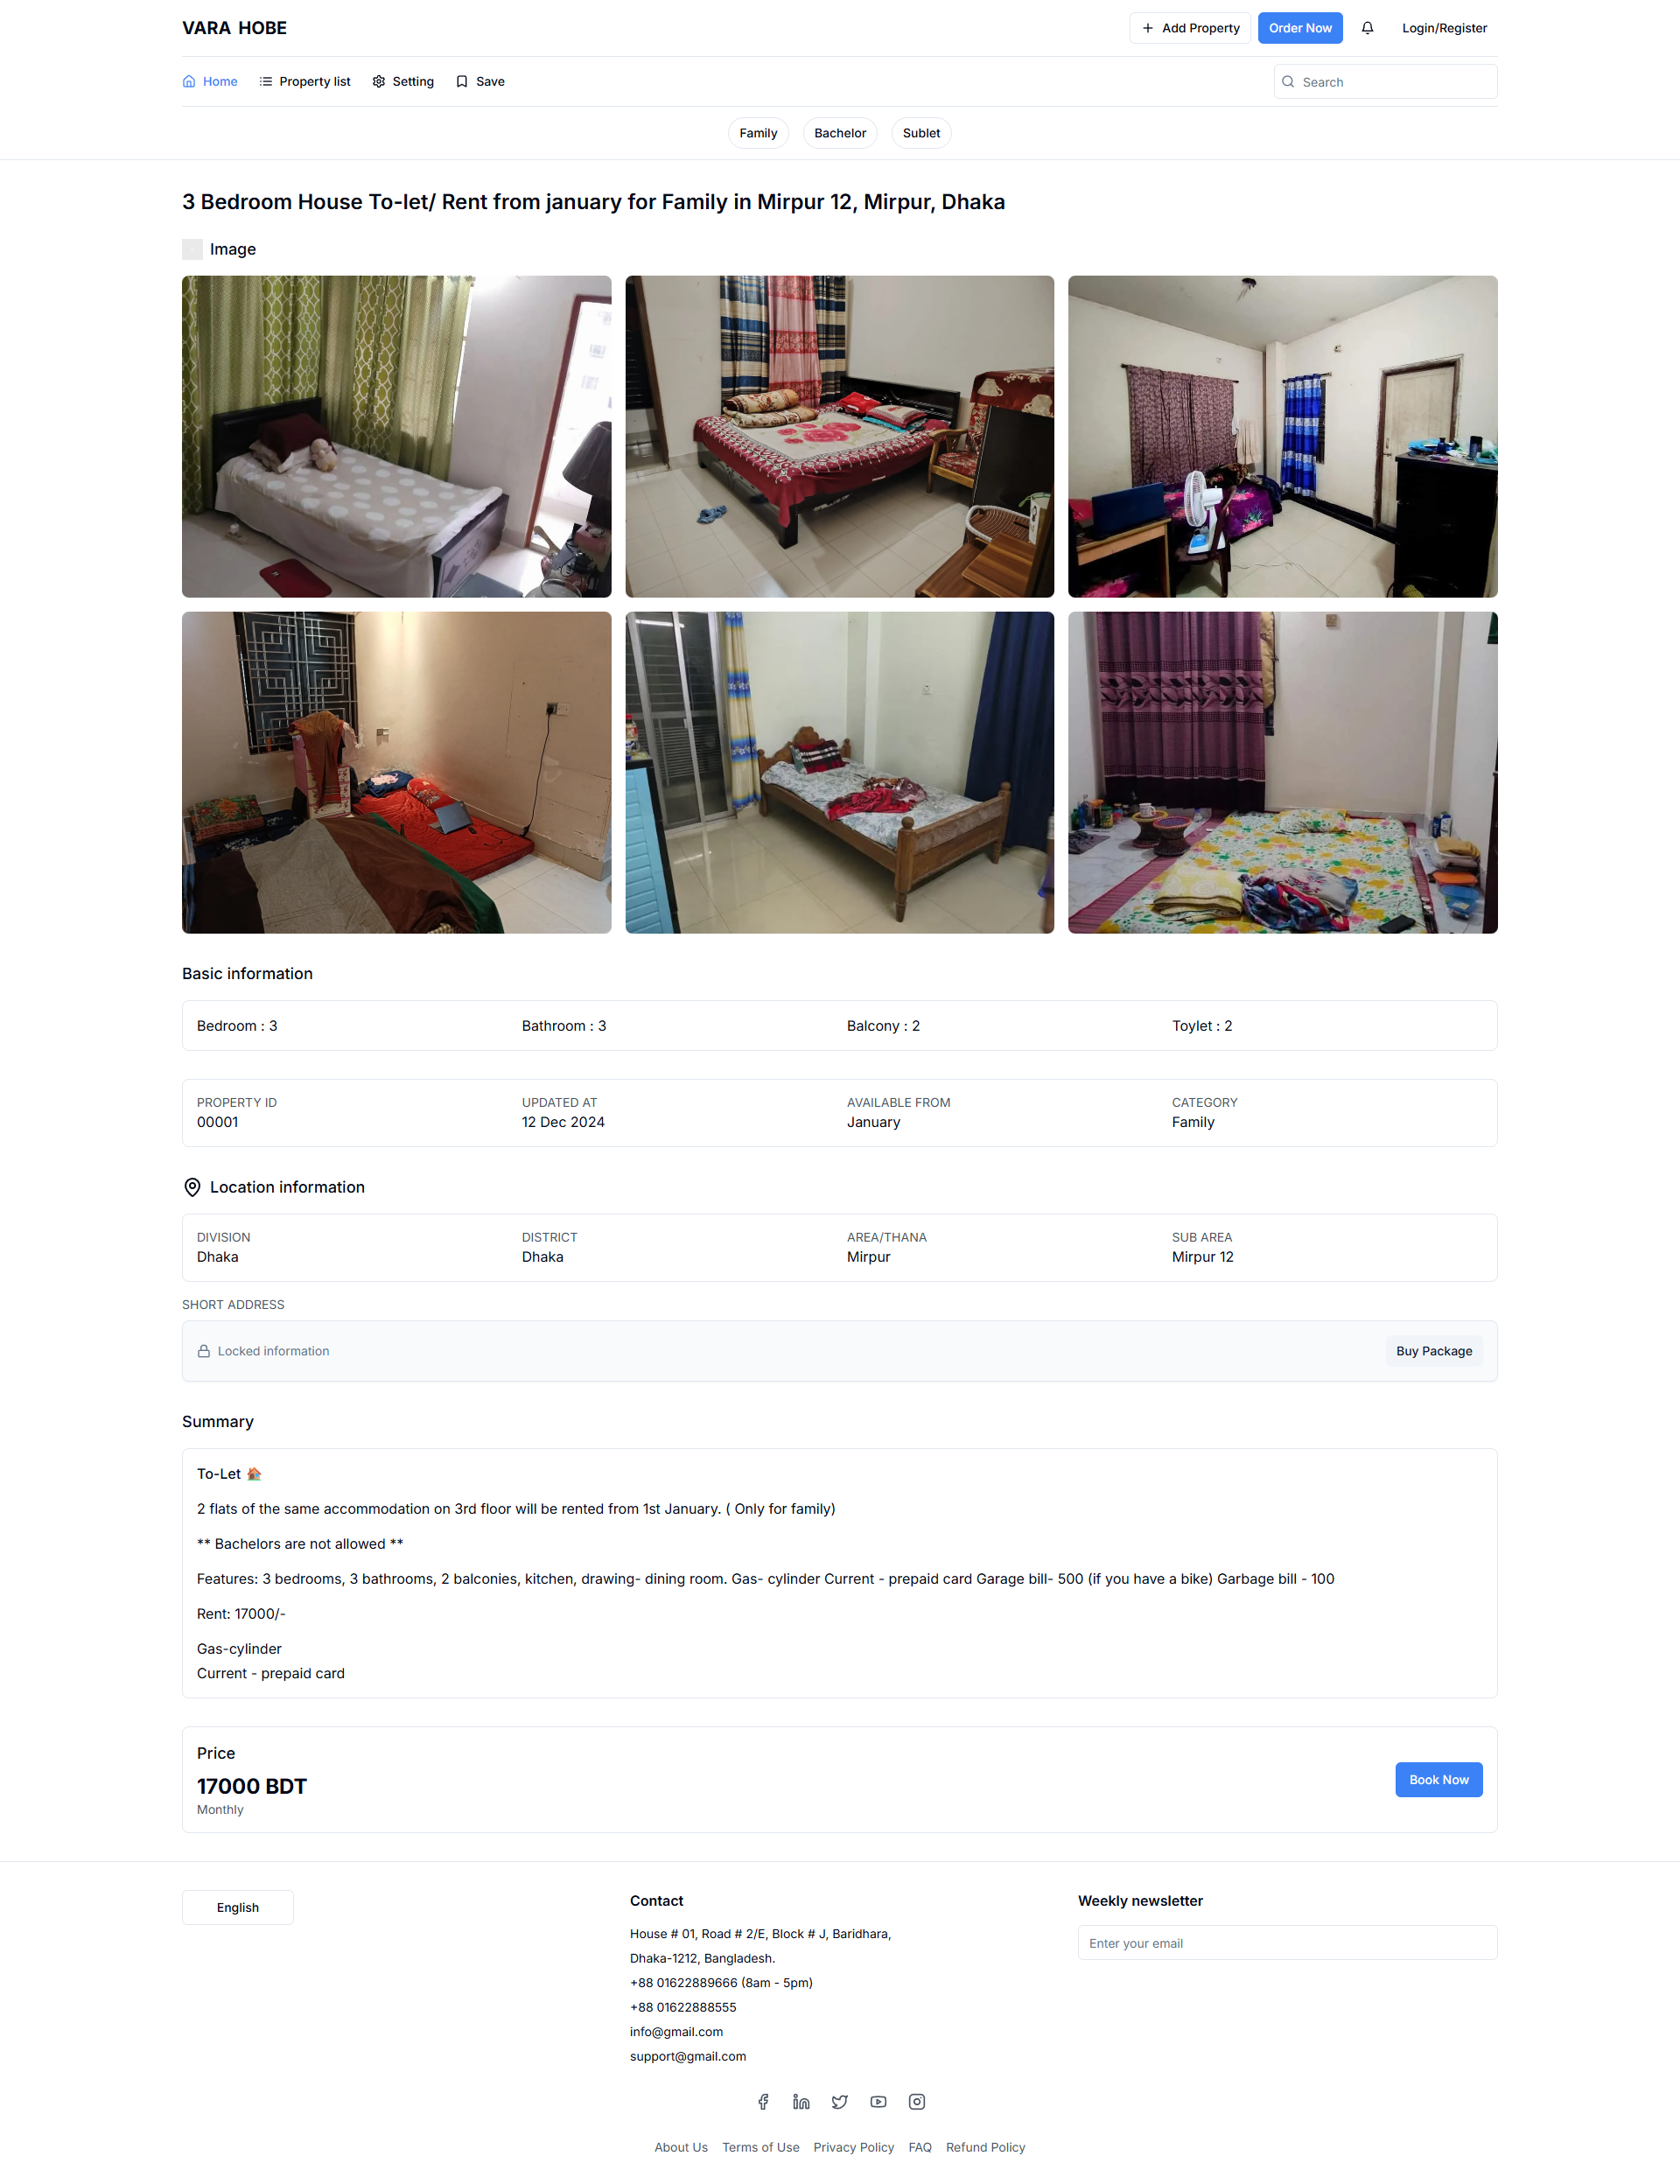 VARA HOBE
Add Property
Order Now
Login/Register
Home
Property list
Setting
Save
Search
Family
Bachelor
Sublet
3 Bedroom House To-let/ Rent from january for Family in Mirpur 12, Mirpur, Dhaka
Image
Basic information
Bedroom : 3
Bathroom : 3
Balcony : 2
Toylet : 2
PROPERTY ID
00001
UPDATED AT
12 Dec 2024
AVAILABLE FROM
January
CATEGORY
Family
Location information
DIVISION
Dhaka
DISTRICT
Dhaka
AREA/THANA
Mirpur
SUB AREA
Mirpur 12
SHORT ADDRESS
Locked information
Buy Package
Summary
To-Let 🏠
2 flats of the same accommodation on 3rd floor will be rented from 1st January. ( Only for family)
** Bachelors are not allowed **
Features: 3 bedrooms, 3 bathrooms, 2 balconies, kitchen, drawing- dining room. Gas- cylinder Current - prepaid card Garage bill- 500 (if you have a bike) Garbage bill - 100
Rent: 17000/-
Gas-cylinder
Current - prepaid card
Price
17000 BDT
Monthly
Book Now
English
Contact
House # 01, Road # 2/E, Block # J, Baridhara,
Dhaka-1212, Bangladesh.
+88 01622889666 (8am - 5pm)
+88 01622888555
info@gmail.com
support@gmail.com
Weekly newsletter
Enter your email
About Us
Terms of Use
Privacy Policy
FAQ
Refund Policy